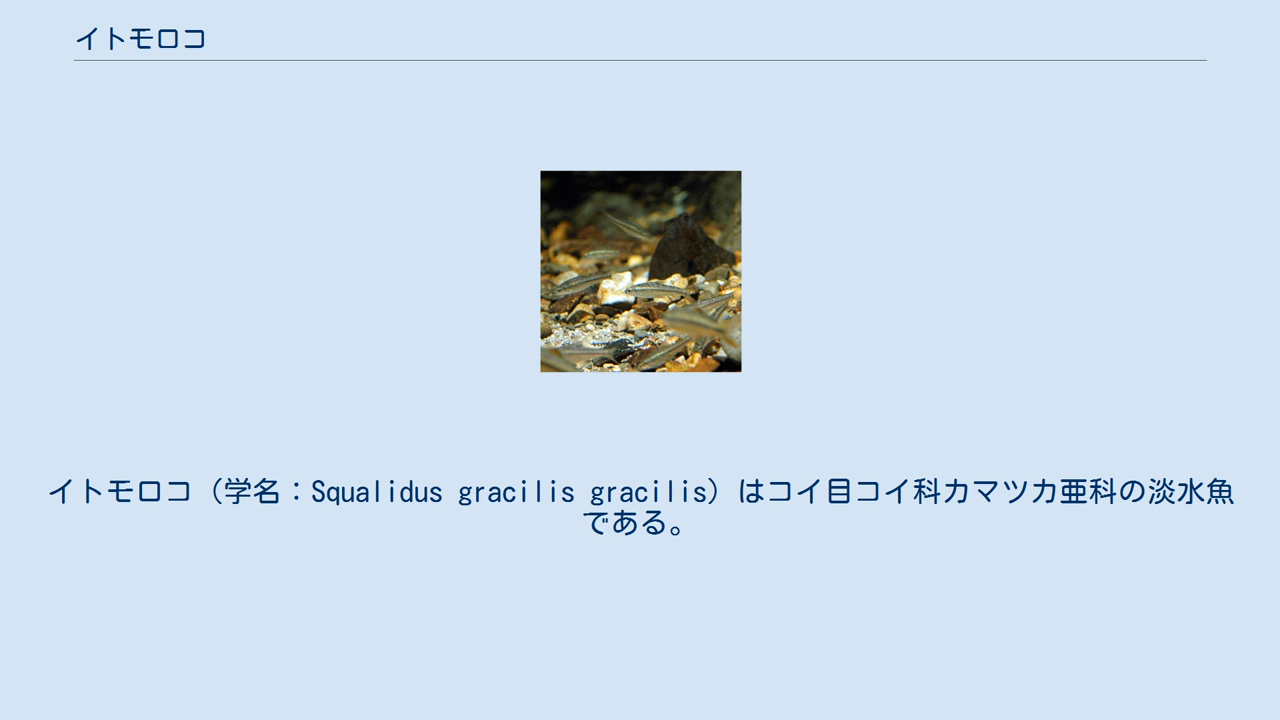 イトモロコ
イトモロコ（学名：Squalidus gracilis gracilis）はコイ目コイ科カマツカ亜科の淡水魚
である。